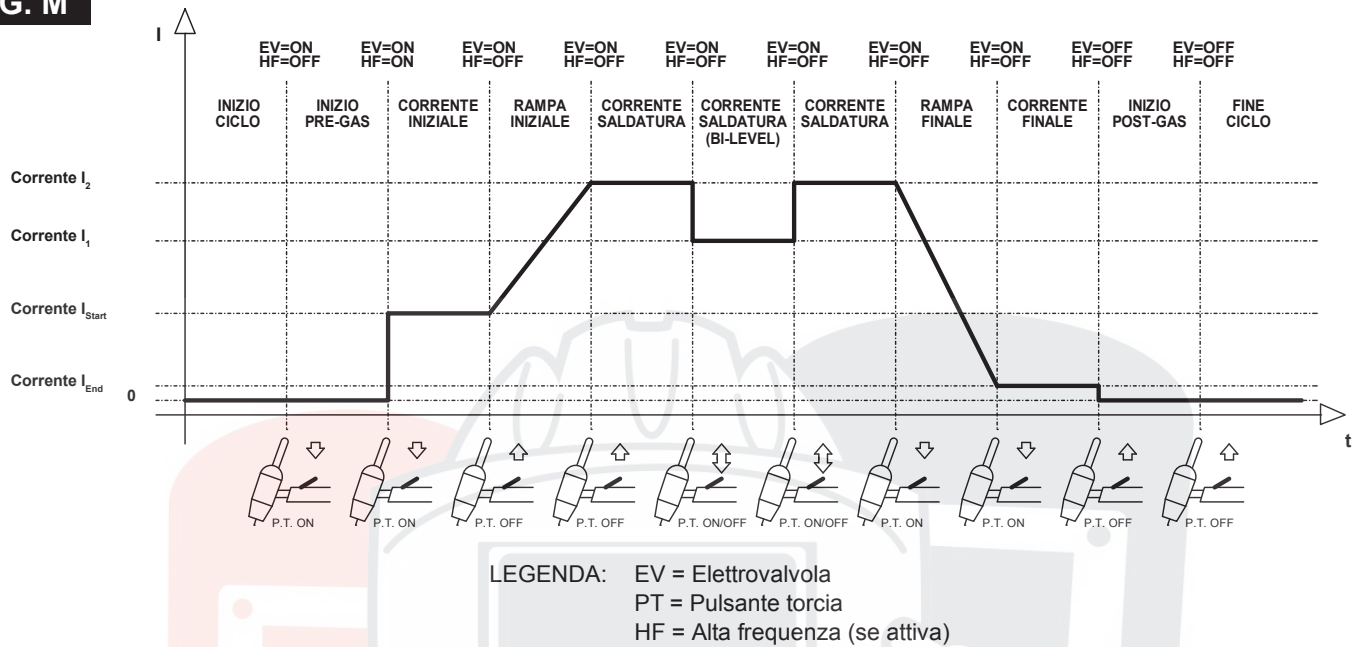 G. M
I
EV=ON EV=ON EV=ON EV=ON EV=ON EV=ON EV=ON EV=ON EV=OFF EV=OFF
HF=OFF HF=ON HF=OFF HF=OFF HF=OFF HF=OFF HF=OFF HF=OFF HF=OFF HF=OFF
INIZIO INIZIO CORRENTE RAMPA CORRENTE CORRENTE CORRENTE RAMPA CORRENTE INIZIO FINE
CICLO PRE-GAS INIZIALE INIZIALE SALDATURA SALDATURA SALDATURA FINALE FINALE POST-GAS CICLO
(BI-LEVEL)
Corrente I2
Corrente I1
Corrente IStart
Corrente IEnd
0
t
P.T. ON P.T. ON P.T. OFF P.T. OFF P.T. ON/OFF P.T. ON/OFF P.T. ON P.T. ON P.T. OFF P.T. OFF
LEGENDA: EV = Elettrovalvola
PT = Pulsante torcia
HF = Alta frequenza (se attiva)